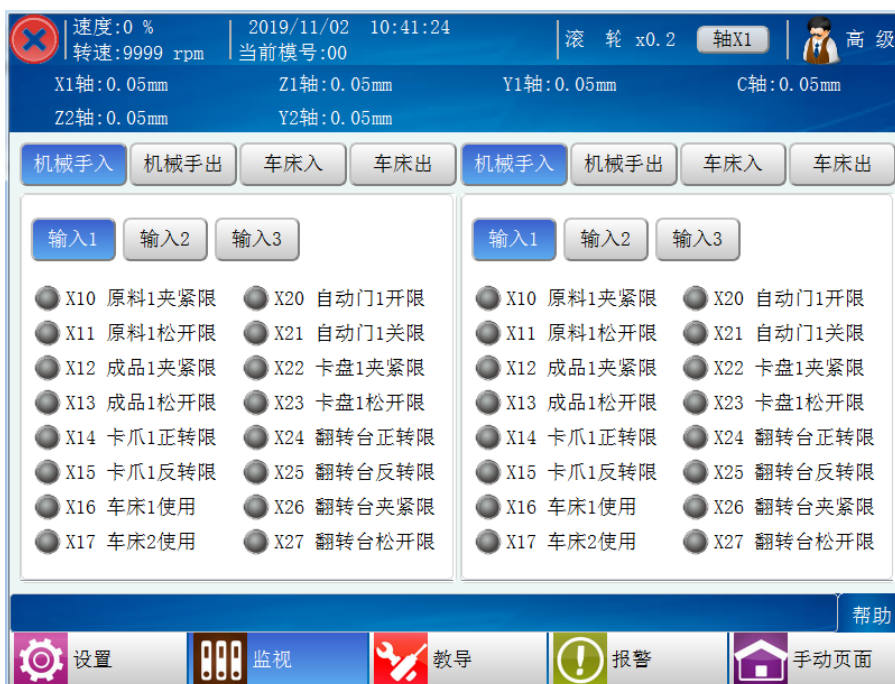 速度:0 % 2019/11/02 10:41:24 滚 轮 x0.2 轴X1 高 级
转速:9999 rpm 当前模号:00
X1轴:0.05mm Z1轴:0.05mm Y1轴:0.05mm C轴:0.05mm
Z2轴:0.05mm Y2轴:0.05mm
机械手入 机械手出 车床入 车床出 机械手入 机械手出 车床入 车床出
输入1 输入2 输入3 输入1 输入2 输入3
X10 原料1夹紧限 X20 自动门1开限 X10 原料1夹紧限 X20 自动门1开限
X11 原料1松开限 X21 自动门1关限 X11 原料1松开限 X21 自动门1关限
X12 成品1夹紧限 X22 卡盘1夹紧限 X12 成品1夹紧限 X22 卡盘1夹紧限
X13 成品1松开限 X23 卡盘1松开限 X13 成品1松开限 X23 卡盘1松开限
X14 卡爪1正转限 X24 翻转台正转限 X14 卡爪1正转限 X24 翻转台正转限
X15 卡爪1反转限 X25 翻转台反转限 X15 卡爪1反转限 X25 翻转台反转限
X16 车床1使用 X26 翻转台夹紧限 X16 车床1使用 X26 翻转台夹紧限
X17 车床2使用 X27 翻转台松开限 X17 车床2使用 X27 翻转台松开限
帮助
设置 监视 教导 报警 手动页面